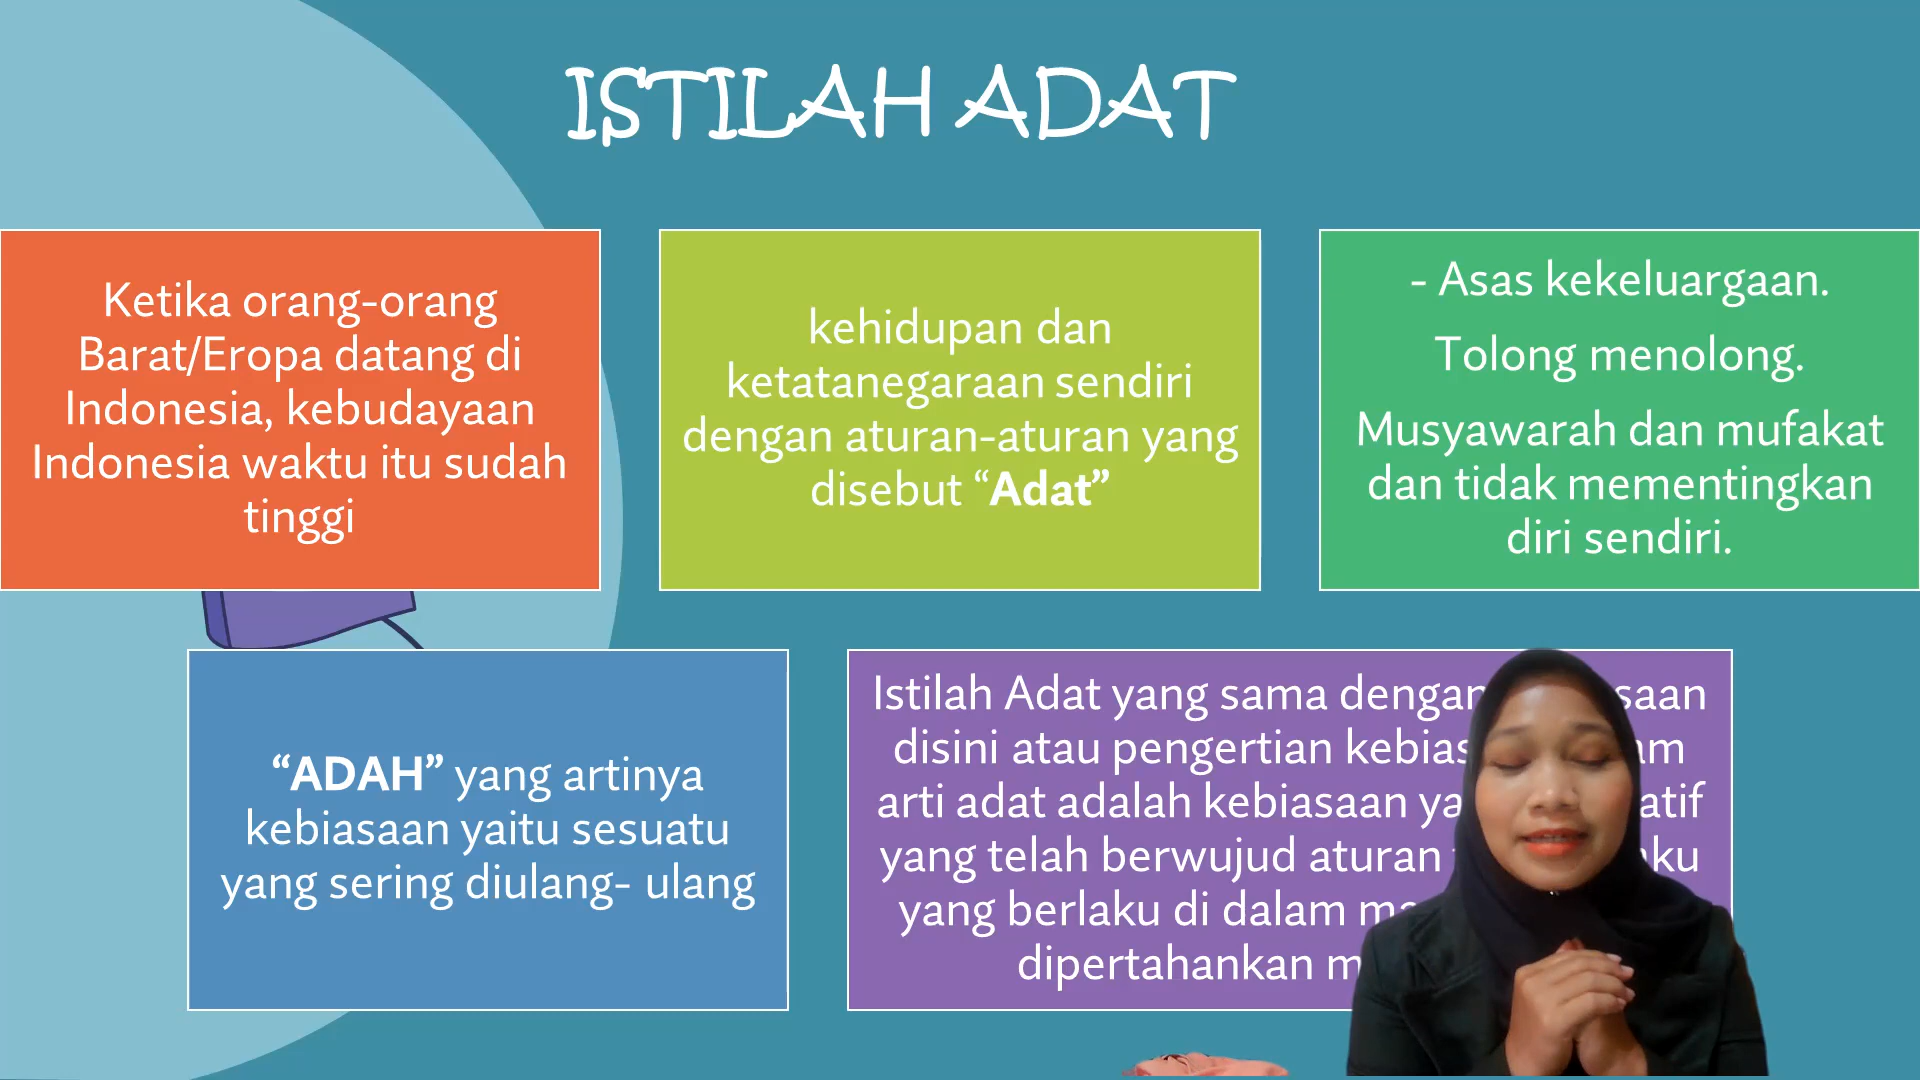 ISTILAH ADAT
Ketika orang-orang
Barat/Eropa datang di
Indonesia, kebudayaan
Indonesia waktu itu sudah
tinggi
kehidupan dan
ketatanegaraan sendiri
dengan aturan-aturan yang
disebut “Adat”
- Asas kekeluargaan.
Tolong menolong.
Musyawarah dan mufakat
dan tidak mementingkan
diri sendiri.
“ADAH” yang artinya
kebiasaan yaitu sesuatu
yang sering diulang- ulang
Istilah Adat yang sama dengan
disini atau pengertian
arti adat adalah kebiasaan
yang telah berwujud aturan
yang berlaku di dalam
dipertahankan